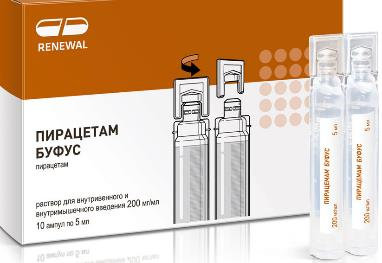 RENEWAL
ПИРАЦЕТАМ
БУФУС
пирацетам
раствор для внутривенного и
внутримышечного введения 200 мг/мл
10 ампул по 5 мл
ПИРАЦЕТАМ БУФУС
200 мг/мл
5 мл
ПИРАЦЕТАМ БУФУС
200 мг/мл
5 мл